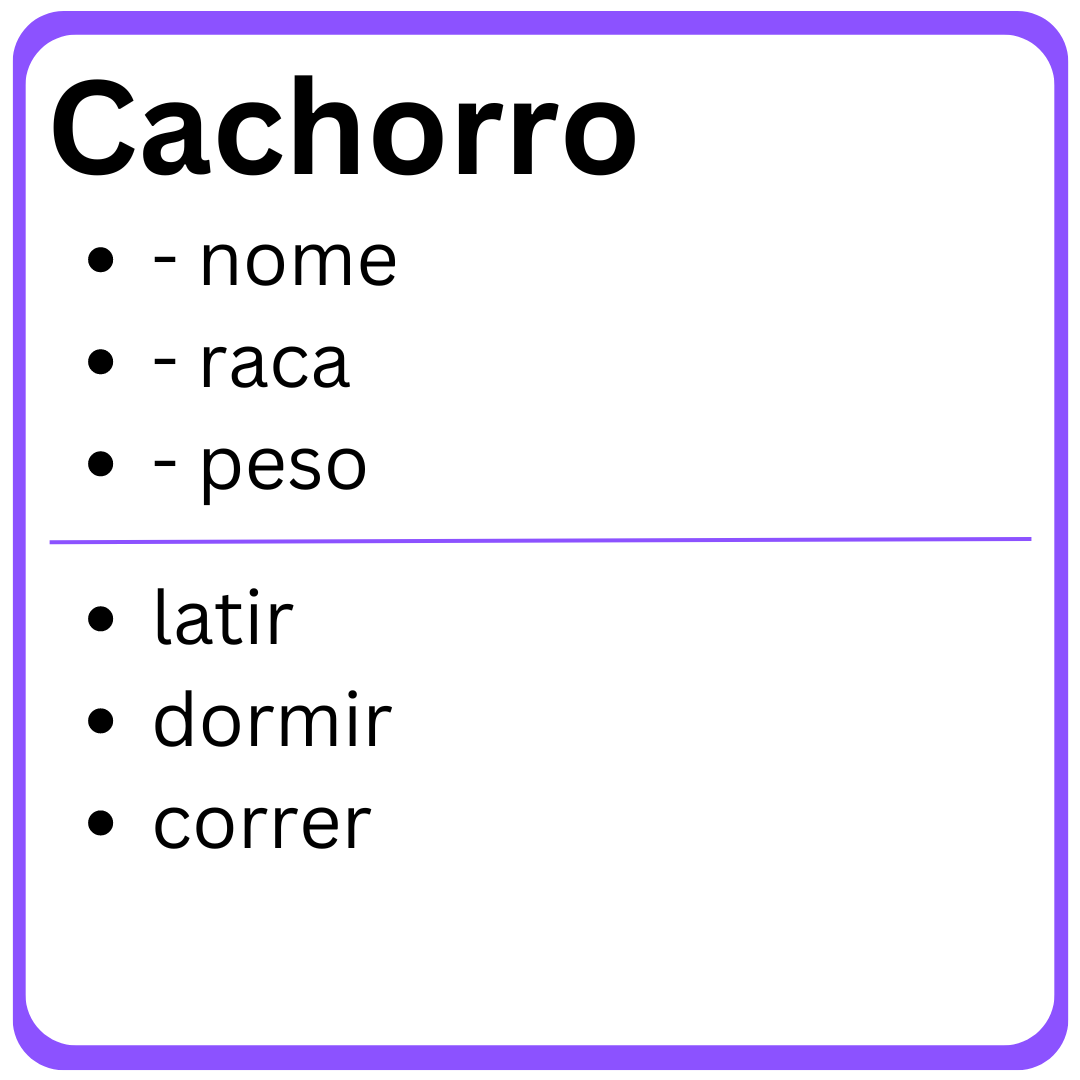 Cachorro
• - nome
• - raca
• - peso
• latir
• dormir
• correr